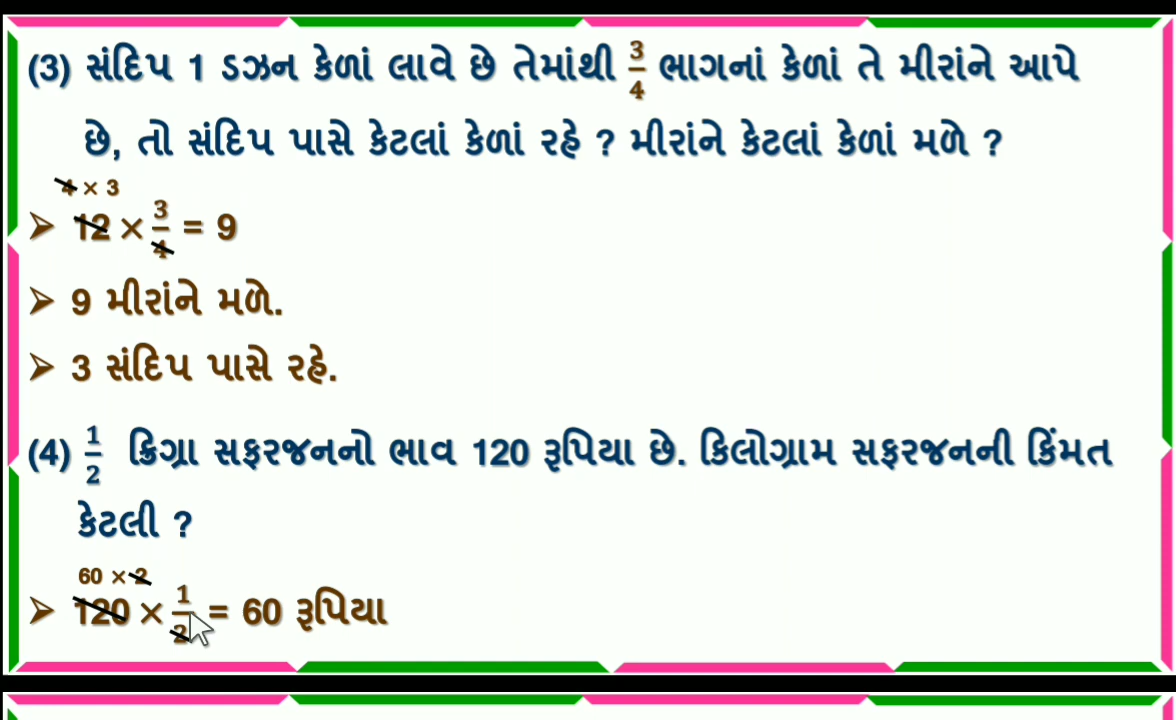 (3) સંદિપ 1 ડઝન કેળાં લાવે છે તેમાંથી 3/4 ભાગનાં કેળાં તે મીરાંને આપે
છે, તો સંદિપ પાસે કેટલાં કેળાં રહે ? મીરાંને કેટલાં કેળાં મળે ?
4 × 3
➢ 12 × 3/4 = 9
➢ 9 મીરાંને મળે.
➢ 3 સંદિપ પાસે રહે.
(4) 1/2 ક્રિગ્રા સફરજનનો ભાવ 120 રૂપિયા છે. કિલોગ્રામ સફરજનની કિંમત
કેટલી ?
60 × 2
➢ 120 × 1/2 = 60 રૂપિયા